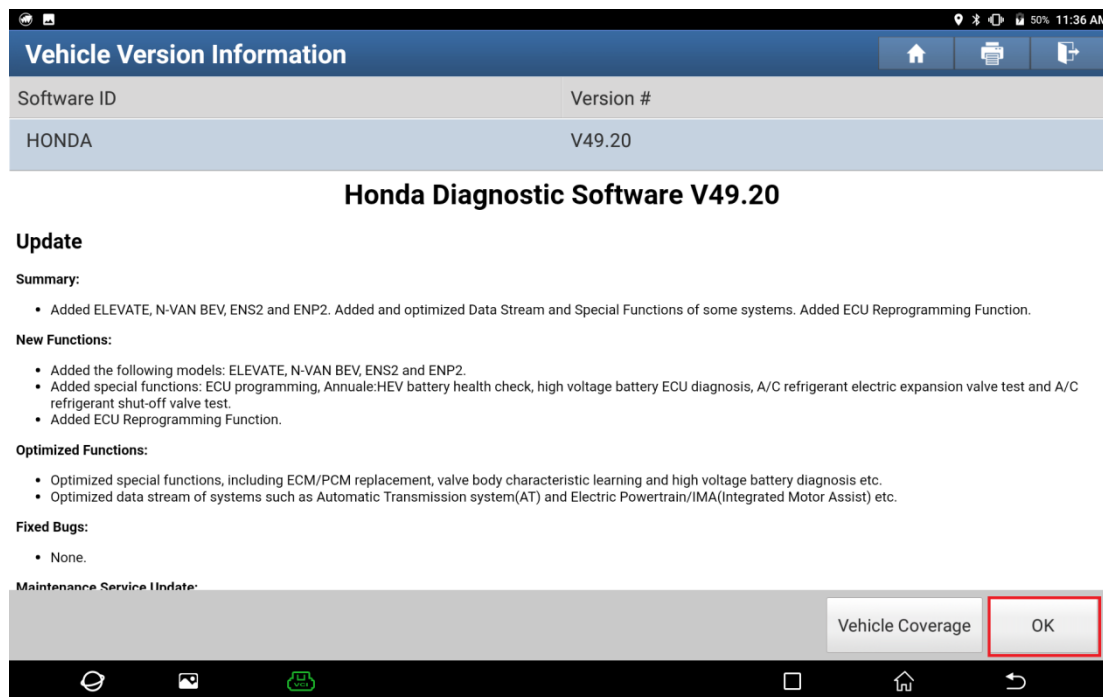 50% 11:36 AM
Vehicle Version Information
Software ID Version #
HONDA V49.20
Honda Diagnostic Software V49.20
Update
Summary:
• Added ELEVATE, N-VAN BEV, ENS2 and ENP2. Added and optimized Data Stream and Special Functions of some systems. Added ECU Reprogramming Function.
New Functions:
• Added the following models: ELEVATE, N-VAN BEV, ENS2 and ENP2.
• Added special functions: ECU programming, Annuale:HEV battery health check, high voltage battery ECU diagnosis, A/C refrigerant electric expansion valve test and A/C
refrigerant shut-off valve test.
• Added ECU Reprogramming Function.
Optimized Functions:
• Optimized special functions, including ECM/PCM replacement, valve body characteristic learning and high voltage battery diagnosis etc.
• Optimized data stream of systems such as Automatic Transmission system(AT) and Electric Powertrain/IMA(Integrated Motor Assist) etc.
Fixed Bugs:
• None.
Maintenance Service Update:
Vehicle Coverage OK
VCI